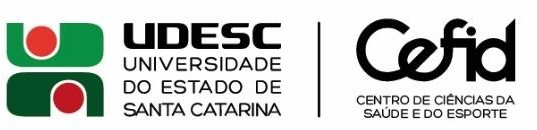 UDESC
UNIVERSIDADE
DO ESTADO DE
SANTA CATARINA
Cefid
CENTRO DE CIÊNCIAS DA
SAÚDE E DO ESPORTE